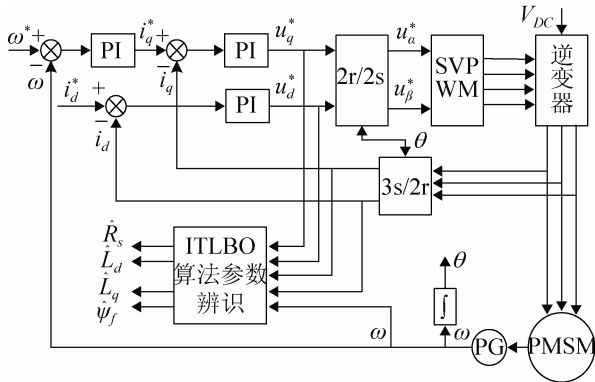 ω* + − ω
PI
i_q* + − i_q
PI
u_q*
i_d* + − i_d
PI
u_d*
2r/2s
u_α*
u_β*
SVP
WM
V_DC
逆变器
θ
3s/2r
R̂_s
L̂_d
L̂_q
ψ̂_f
ITLBO
算法参数
辨识
ω
θ
∫
ω
PG
PMSM